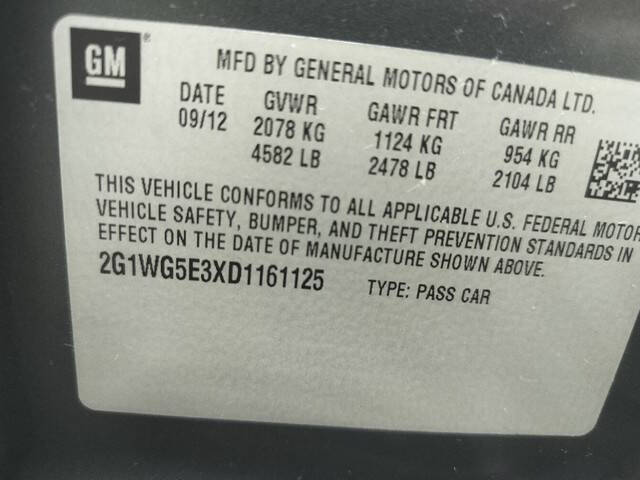 GM ®
MFD BY GENERAL MOTORS OF CANADA LTD.
DATE GVWR GAWR FRT GAWR RR
09/12 2078 KG 1124 KG 954 KG
4582 LB 2478 LB 2104 LB
THIS VEHICLE CONFORMS TO ALL APPLICABLE U.S. FEDERAL MOTOR
VEHICLE SAFETY, BUMPER, AND THEFT PREVENTION STANDARDS IN
EFFECT ON THE DATE OF MANUFACTURE SHOWN ABOVE.
2G1WG5E3XD1161125 TYPE: PASS CAR